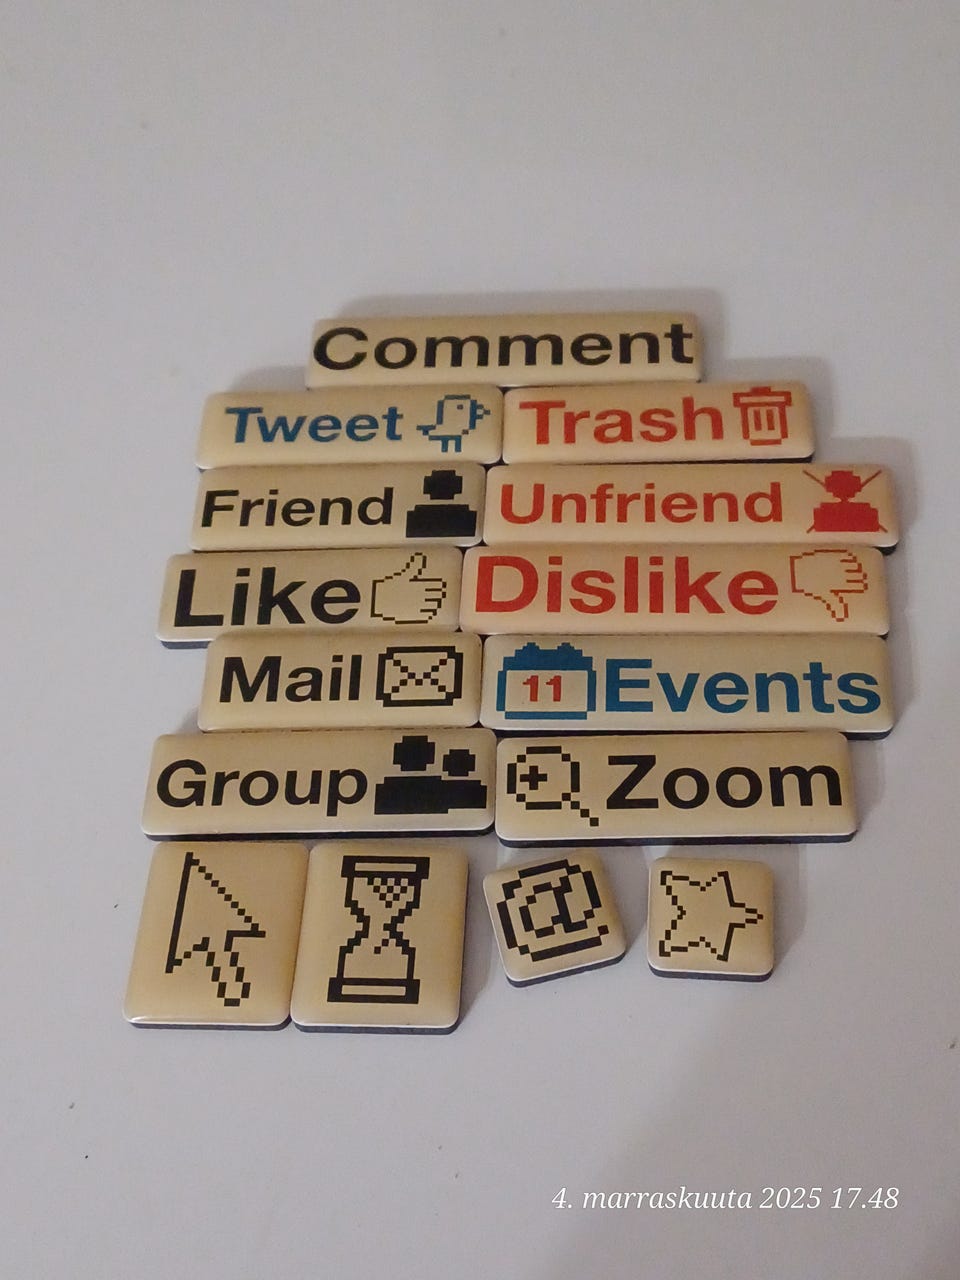 Comment
Tweet Trash
Friend Unfriend
Like Dislike
Mail 11 Events
Group Zoom
@
4. marraskuuta 2025 17.48